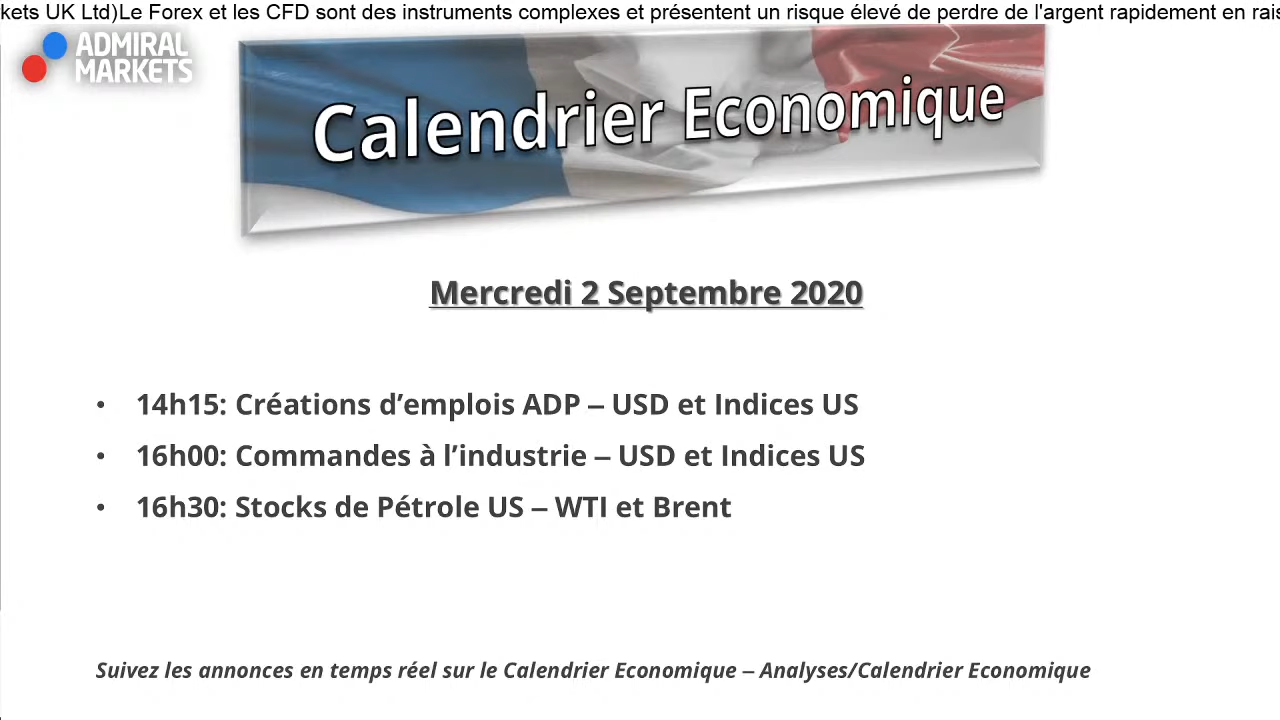 kets UK Ltd)Le Forex et les CFD sont des instruments complexes et présentent un risque élevé de perdre de l'argent rapidement en rais
ADMIRAL
MARKETS
Calendrier Economique
Mercredi 2 Septembre 2020
• 14h15: Créations d’emplois ADP – USD et Indices US
• 16h00: Commandes à l’industrie – USD et Indices US
• 16h30: Stocks de Pétrole US – WTI et Brent
Suivez les annonces en temps réel sur le Calendrier Economique – Analyses/Calendrier Economique